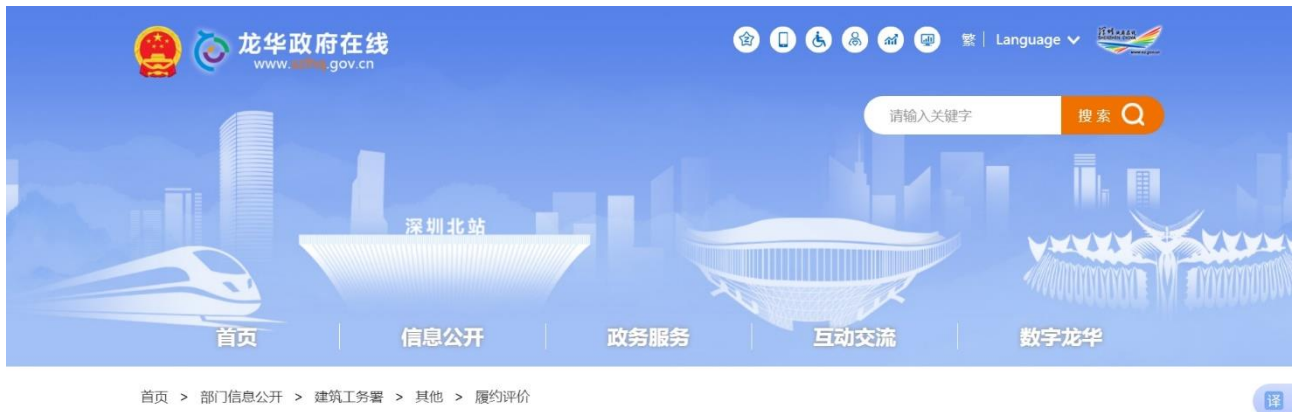 龙华政府在线
www.szlhq.gov.cn
繁 | Language
请输入关键字
搜索
深圳北站
首页
信息公开
政务服务
互动交流
数字龙华
首页 > 部门信息公开 > 建筑工务署 > 其他 > 履约评价
译